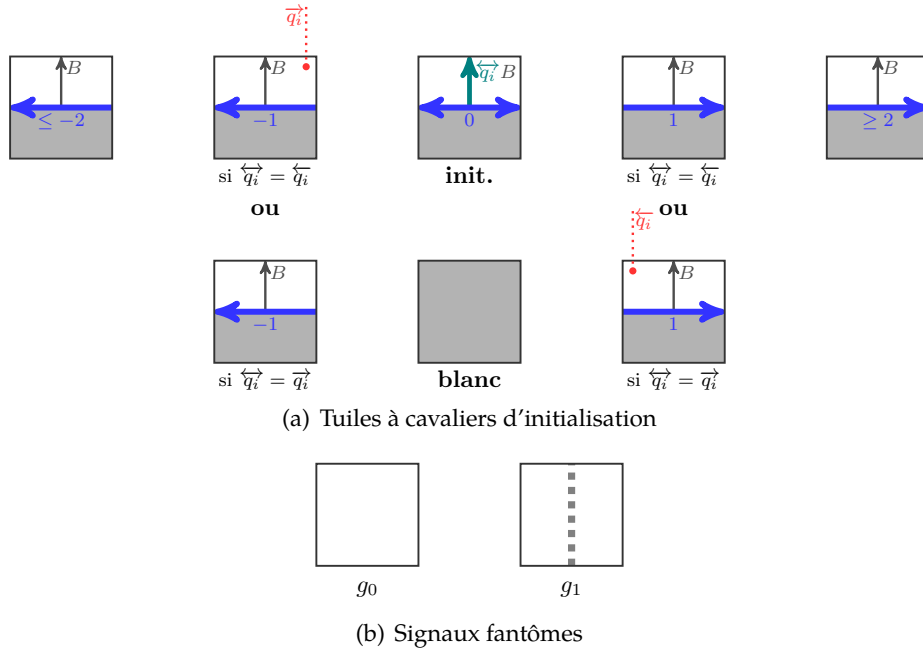 q⃡ᵢ
B B q⃡ᵢ B B B
≤ −2 −1 0 1 ≥ 2
si q⃡ᵢ = q⃖ᵢ init. si q⃡ᵢ = q⃖ᵢ
ou ou
q⃖ᵢ
B B
−1 1
si q⃡ᵢ = q⃗ᵢ blanc si q⃡ᵢ = q⃗ᵢ
(a) Tuiles à cavaliers d'initialisation
g₀ g₁
(b) Signaux fantômes